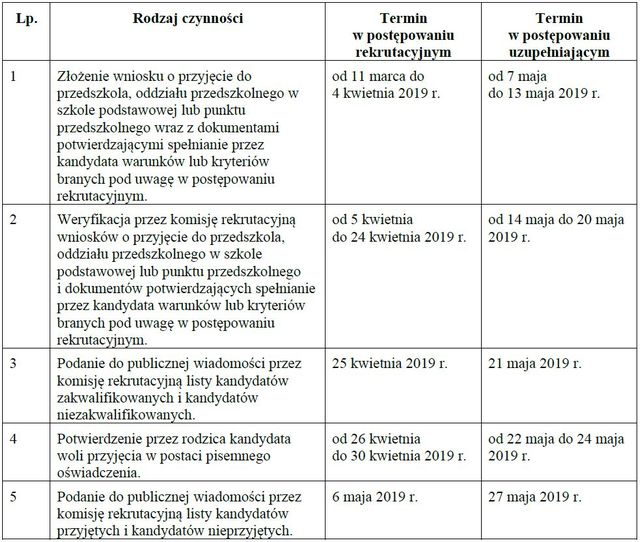 Lp.
Rodzaj czynności
Termin
w postępowaniu
rekrutacyjnym
Termin
w postępowaniu
uzupełniającym
1
Złożenie wniosku o przyjęcie do
przedszkola, oddziału przedszkolnego w
szkole podstawowej lub punktu
przedszkolnego wraz z dokumentami
potwierdzającymi spełnianie przez
kandydata warunków lub kryteriów
branych pod uwagę w postępowaniu
rekrutacyjnym.
od 11 marca do
4 kwietnia 2019 r.
od 7 maja
do 13 maja 2019 r.
2
Weryfikacja przez komisję rekrutacyjną
wniosków o przyjęcie do przedszkola,
oddziału przedszkolnego w szkole
podstawowej lub punktu przedszkolnego
i dokumentów potwierdzających spełnianie
przez kandydata warunków lub kryteriów
branych pod uwagę w postępowaniu
rekrutacyjnym.
od 5 kwietnia
do 24 kwietnia 2019 r.
od 14 maja do 20 maja
2019 r.
3
Podanie do publicznej wiadomości przez
komisję rekrutacyjną listy kandydatów
zakwalifikowanych i kandydatów
niezakwalifikowanych.
25 kwietnia 2019 r.
21 maja 2019 r.
4
Potwierdzenie przez rodzica kandydata
woli przyjęcia w postaci pisemnego
oświadczenia.
od 26 kwietnia
do 30 kwietnia 2019 r.
od 22 maja do 24 maja
2019 r.
5
Podanie do publicznej wiadomości przez
komisję rekrutacyjną listy kandydatów
przyjętych i kandydatów nieprzyjętych.
6 maja 2019 r.
27 maja 2019 r.